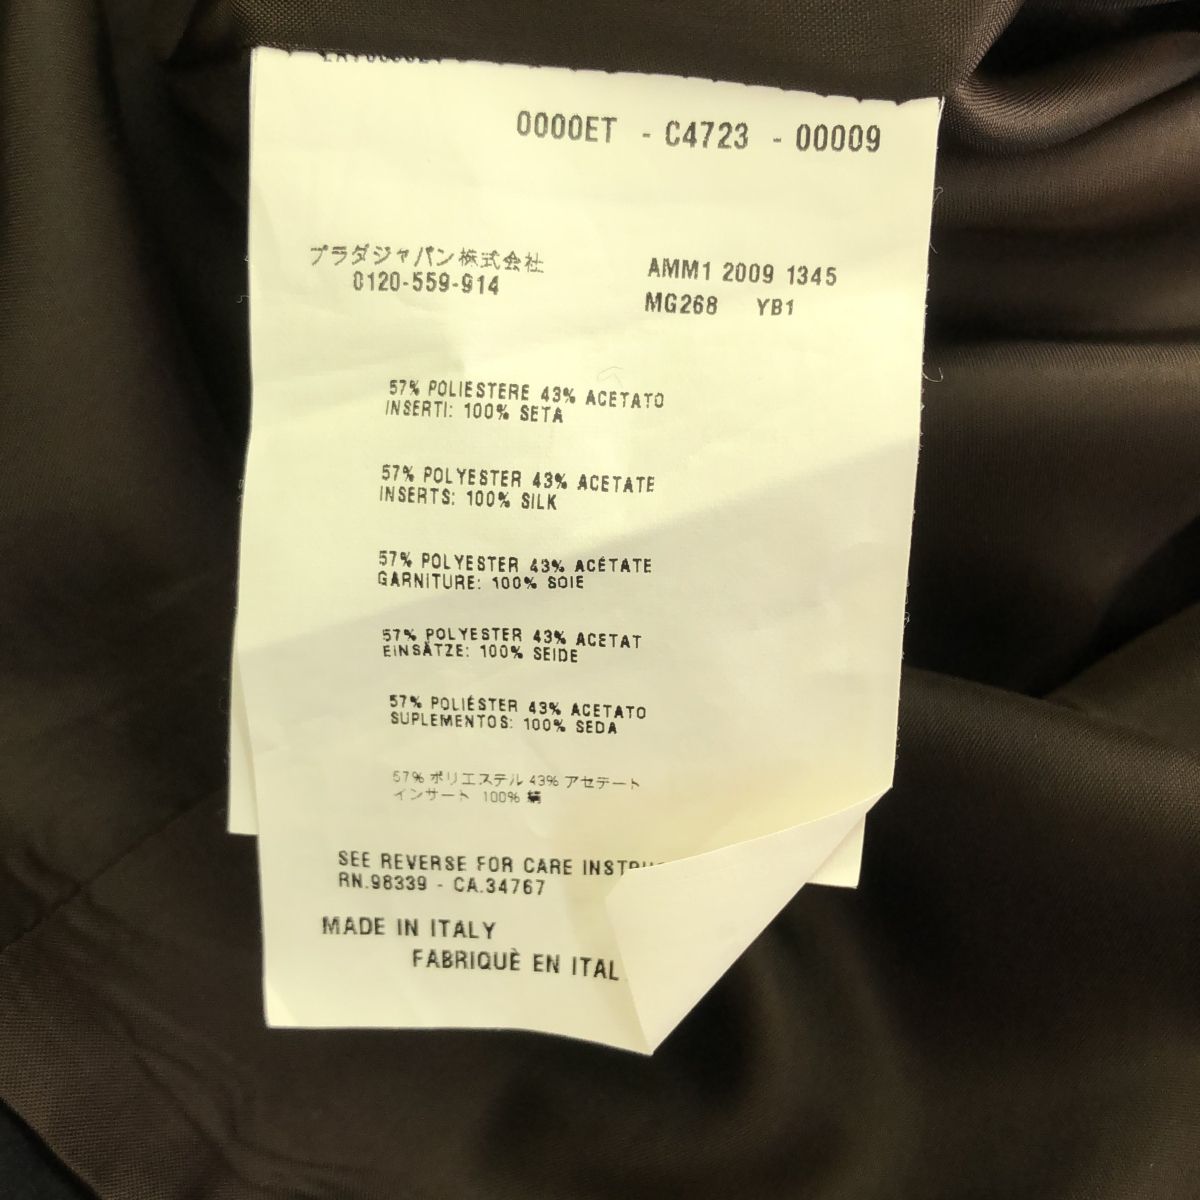 0000ET - C4723 - 00009
プラダジャパン株式会社
0120-559-914
AMM1 2009 1345
MG268 YB1
57% POLIESTERE 43% ACETATO
INSERTI: 100% SETA
57% POLYESTER 43% ACETATE
INSERTS: 100% SILK
57% POLYESTER 43% ACÉTATE
GARNITURE: 100% SOIE
57% POLYESTER 43% ACETAT
EINSÄTZE: 100% SEIDE
57% POLIÉSTER 43% ACETATO
SUPLEMENTOS: 100% SEDA
57% ポリエステル 43% アセテート
インサート 100% 絹
SEE REVERSE FOR CARE
RN.98339 - CA.34767
MADE IN ITALY
FABRIQUÈ EN